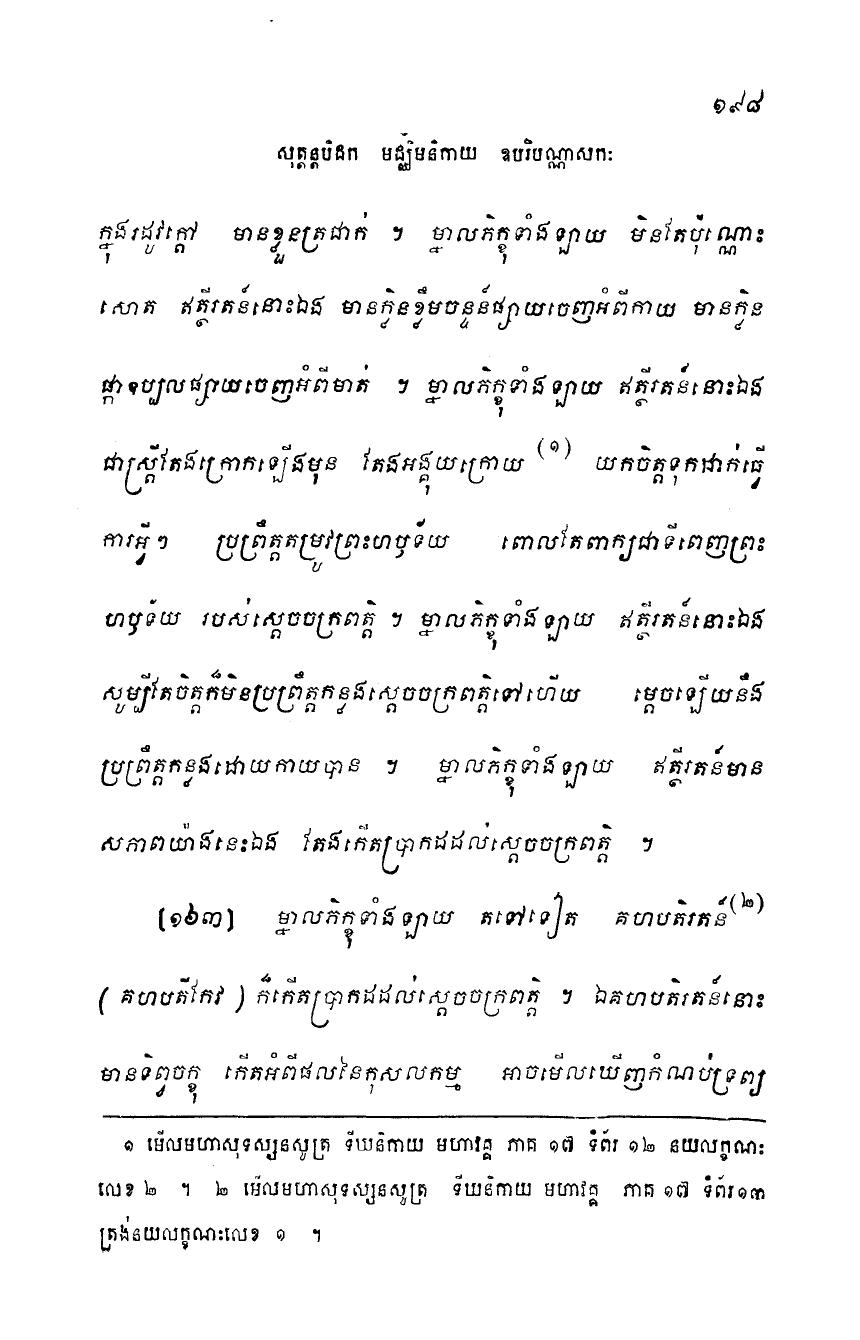 ១៩៨
សុត្តន្តបិដក មជ្ឈិមនិកាយ ឧបរិបណ្ណាសកៈ
ក្នុងរដូវក្តៅ មានខ្លួនត្រជាក់ ។ ម្នាលភិក្ខុទាំងឡាយ មិនតែប៉ុណ្ណោះ
សោត ឥត្ថីរតន៍នោះឯង មានក្លិនខ្លឹមចន្ទន៍ផ្សាយចេញអំពីកាយ មានក្លិន
ផ្កាឧប្បលផ្សាយចេញអំពីមាត់ ។ ម្នាលភិក្ខុទាំងឡាយ ឥត្ថីរតន៍នោះឯង
ជាស្ត្រីតែងក្រោកឡើងមុន តែងអង្គុយក្រោយ (១) យកចិត្តទុកដាក់ធ្វើ
ការអ្វីៗ ប្រព្រឹត្តតម្រូវព្រះហឫទ័យ ពោលតែពាក្យជាទីពេញព្រះ
ហឫទ័យ របស់ស្តេចចក្រពត្តិ ។ ម្នាលភិក្ខុទាំងឡាយ ឥត្ថីរតន៍នោះឯង
សូម្បីតែចិត្តក៏មិនប្រព្រឹត្តកន្លងស្តេចចក្រពត្តិទៅហើយ ម្តេចឡើយនឹង
ប្រព្រឹត្តកន្លងដោយកាយបាន ។ ម្នាលភិក្ខុទាំងឡាយ ឥត្ថីរតន៍មាន
សភាពយ៉ាងនេះឯង តែងកើតប្រាកដដល់ស្តេចចក្រពត្តិ ។
[១៦៣] ម្នាលភិក្ខុទាំងឡាយ តទៅទៀត គហបតិរតន៍ (២)
( គហបតីកែវ ) ក៏កើតប្រាកដដល់ស្តេចចក្រពត្តិ ។ ឯគហបតិរតន៍នោះ
មានទិព្វចក្ខុ កើតអំពីផលនៃកុសលកម្ម អាចមើលឃើញកំណប់ទ្រព្យ
១ មើលមហាសុទស្សនសូត្រ ទីឃនិកាយ មហាវគ្គ ភាគ ១៧ ទំព័រ ១២ នយលក្ខណៈ
លេខ ២ ។ ២ មើលមហាសុទស្សនសូត្រ ទីឃនិកាយ មហាវគ្គ ភាគ ១៧ ទំព័រ១៣
ត្រង់នយលក្ខណៈលេខ ១ ។